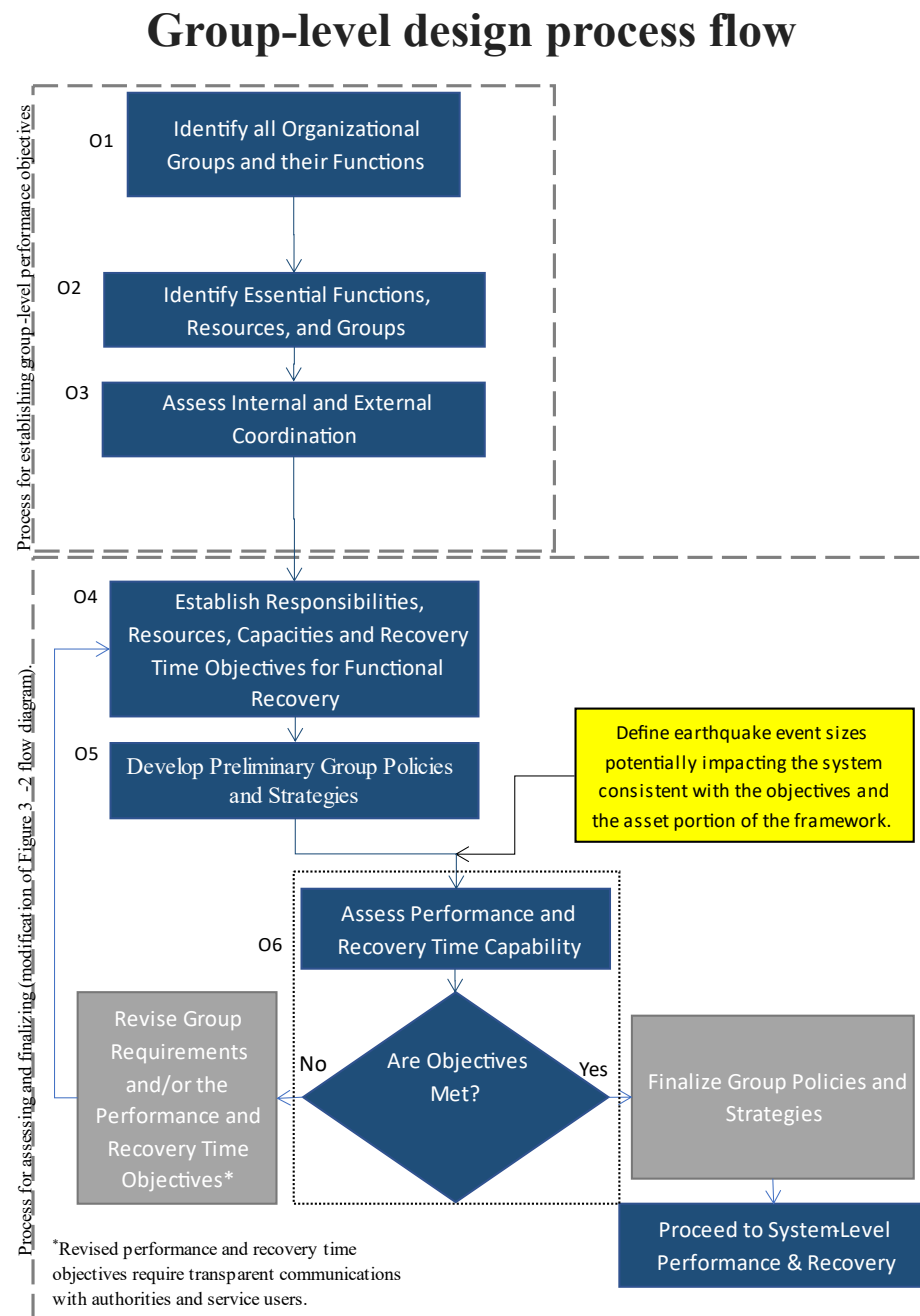 Group-level design process flow
Process for establishing group-level performance objectives
O1
Identify all Organizational
Groups and their Functions
O2
Identify Essential Functions,
Resources, and Groups
O3
Assess Internal and External
Coordination
Process for assessing and finalizing (modification of Figure 3 -2 flow diagram).
O4
Establish Responsibilities,
Resources, Capacities and Recovery
Time Objectives for Functional
Recovery
O5
Develop Preliminary Group Policies
and Strategies
Define earthquake event sizes
potentially impacting the system
consistent with the objectives and
the asset portion of the framework.
O6
Assess Performance and
Recovery Time Capability
Are Objectives
Met?
No
Yes
Revise Group
Requirements
and/or the
Performance and
Recovery Time
Objectives*
Finalize Group Policies and
Strategies
Proceed to System-Level
Performance & Recovery
*Revised performance and recovery time
objectives require transparent communications
with authorities and service users.